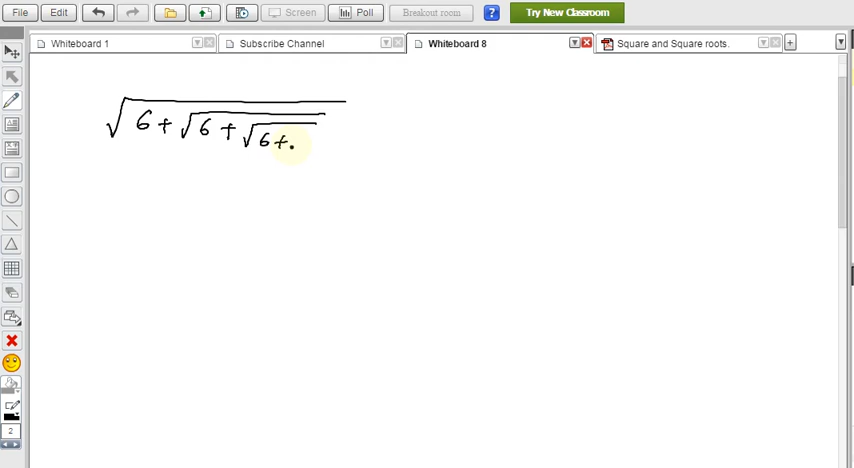 File Edit Screen Poll Breakout room ? Try New Classroom
Whiteboard 1 Subscribe Channel Whiteboard 8 Square and Square roots. +
√6+√6+√6+.
2